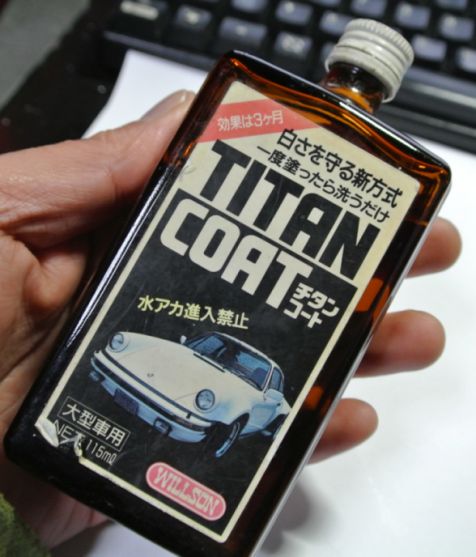 効果は3ヶ月
白さを守る新方式
一度塗ったら洗うだけ
TITAN
COAT
チタン
コート
水アカ進入禁止
大型車用
NET 115ml
WILLSON